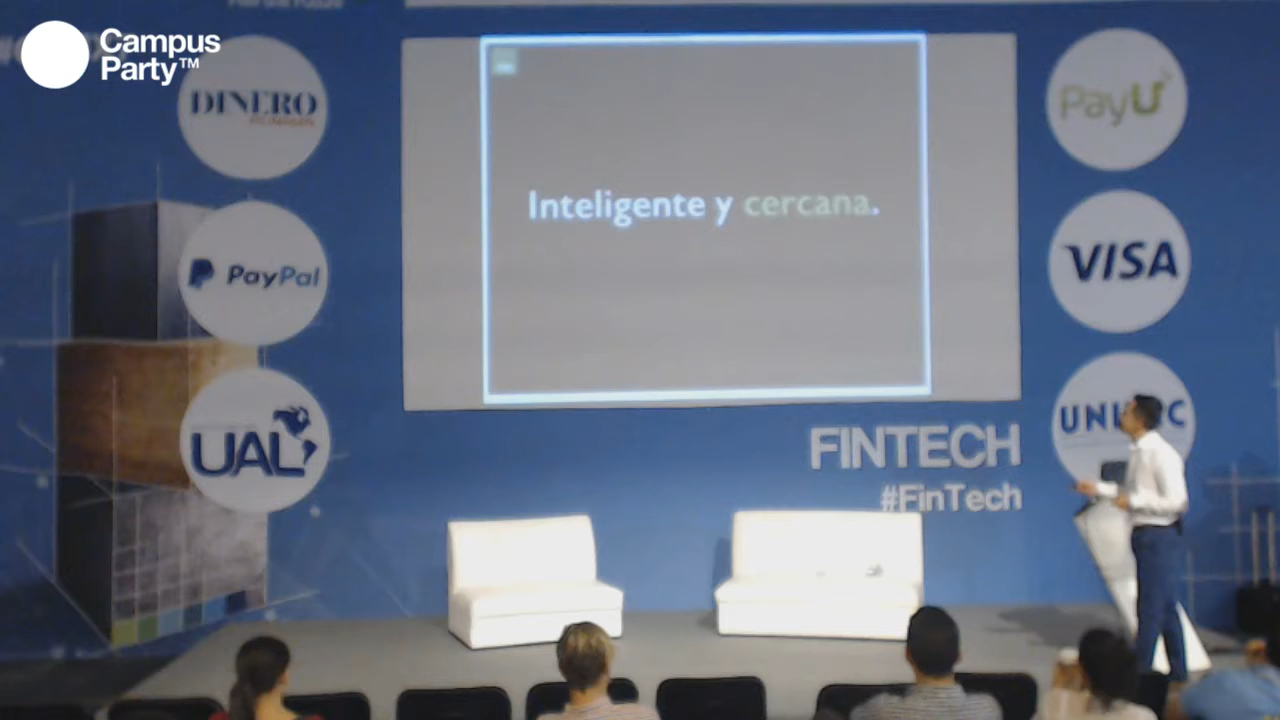 Campus
Party™
DINERO
PayPal
UAL
Inteligente y cercana.
PayU
VISA
FINTECH
#FinTech